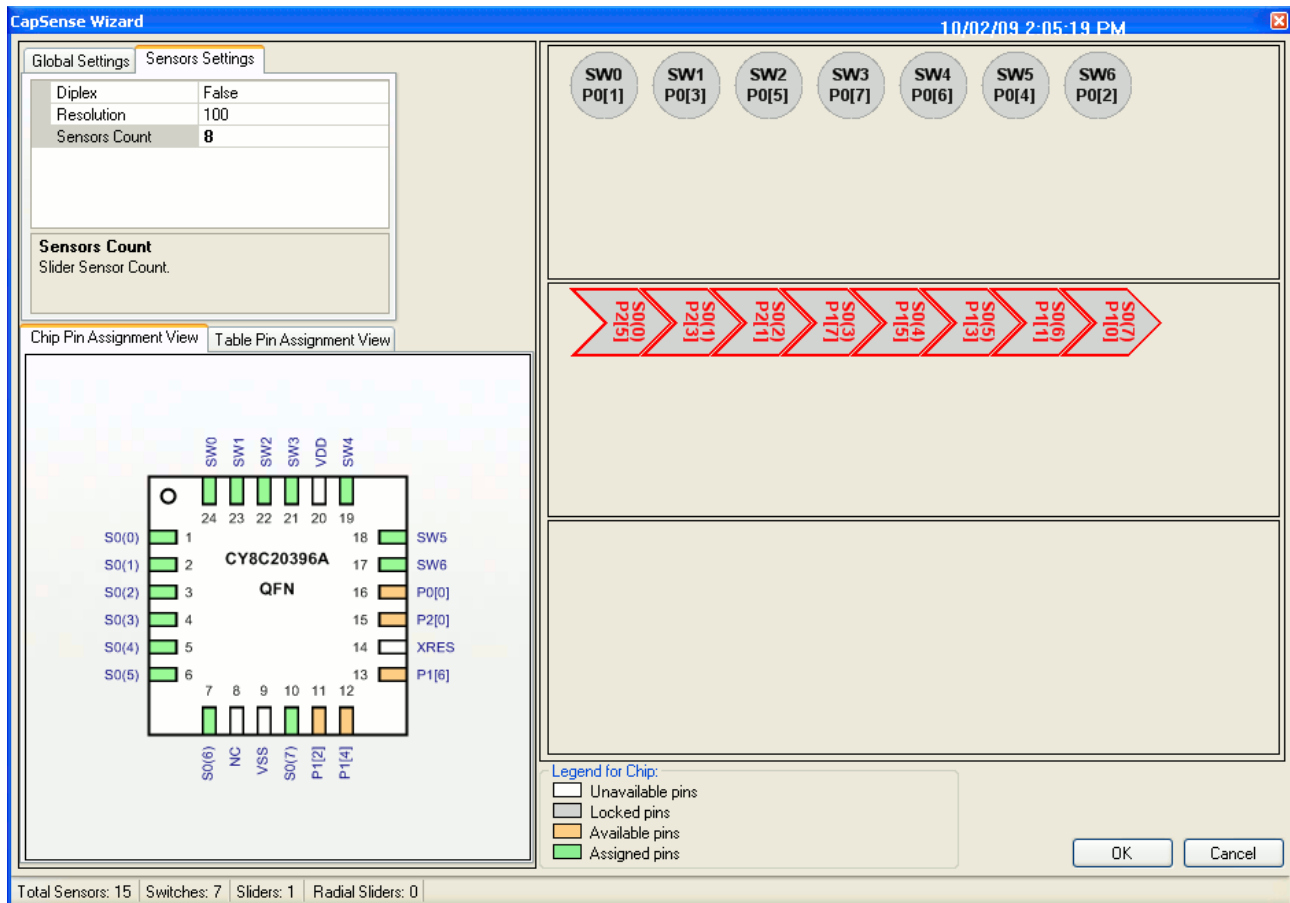 CapSense Wizard
10/02/09 2:05:19 PM
Global Settings Sensors Settings
Diplex False
Resolution 100
Sensors Count 8
Sensors Count
Slider Sensor Count.
Chip Pin Assignment View Table Pin Assignment View
SW0 SW1 SW2 SW3 VDD SW4
24 23 22 21 20 19
S0(0) 1 18 SW5
S0(1) 2 CY8C20396A 17 SW6
S0(2) 3 QFN 16 P0[0]
S0(3) 4 15 P2[0]
S0(4) 5 14 XRES
S0(5) 6 13 P1[6]
7 8 9 10 11 12
S0(6) NC VSS S0(7) P1[2] P1[4]
SW0 SW1 SW2 SW3 SW4 SW5 SW6
P0[1] P0[3] P0[5] P0[7] P0[6] P0[4] P0[2]
S0(0) S0(1) S0(2) S0(3) S0(4) S0(5) S0(6) S0(7)
P2[5] P2[3] P2[1] P1[7] P1[5] P1[3] P1[1] P1[0]
Legend for Chip:
Unavailable pins
Locked pins
Available pins
Assigned pins
OK Cancel
Total Sensors: 15 Switches: 7 Sliders: 1 Radial Sliders: 0